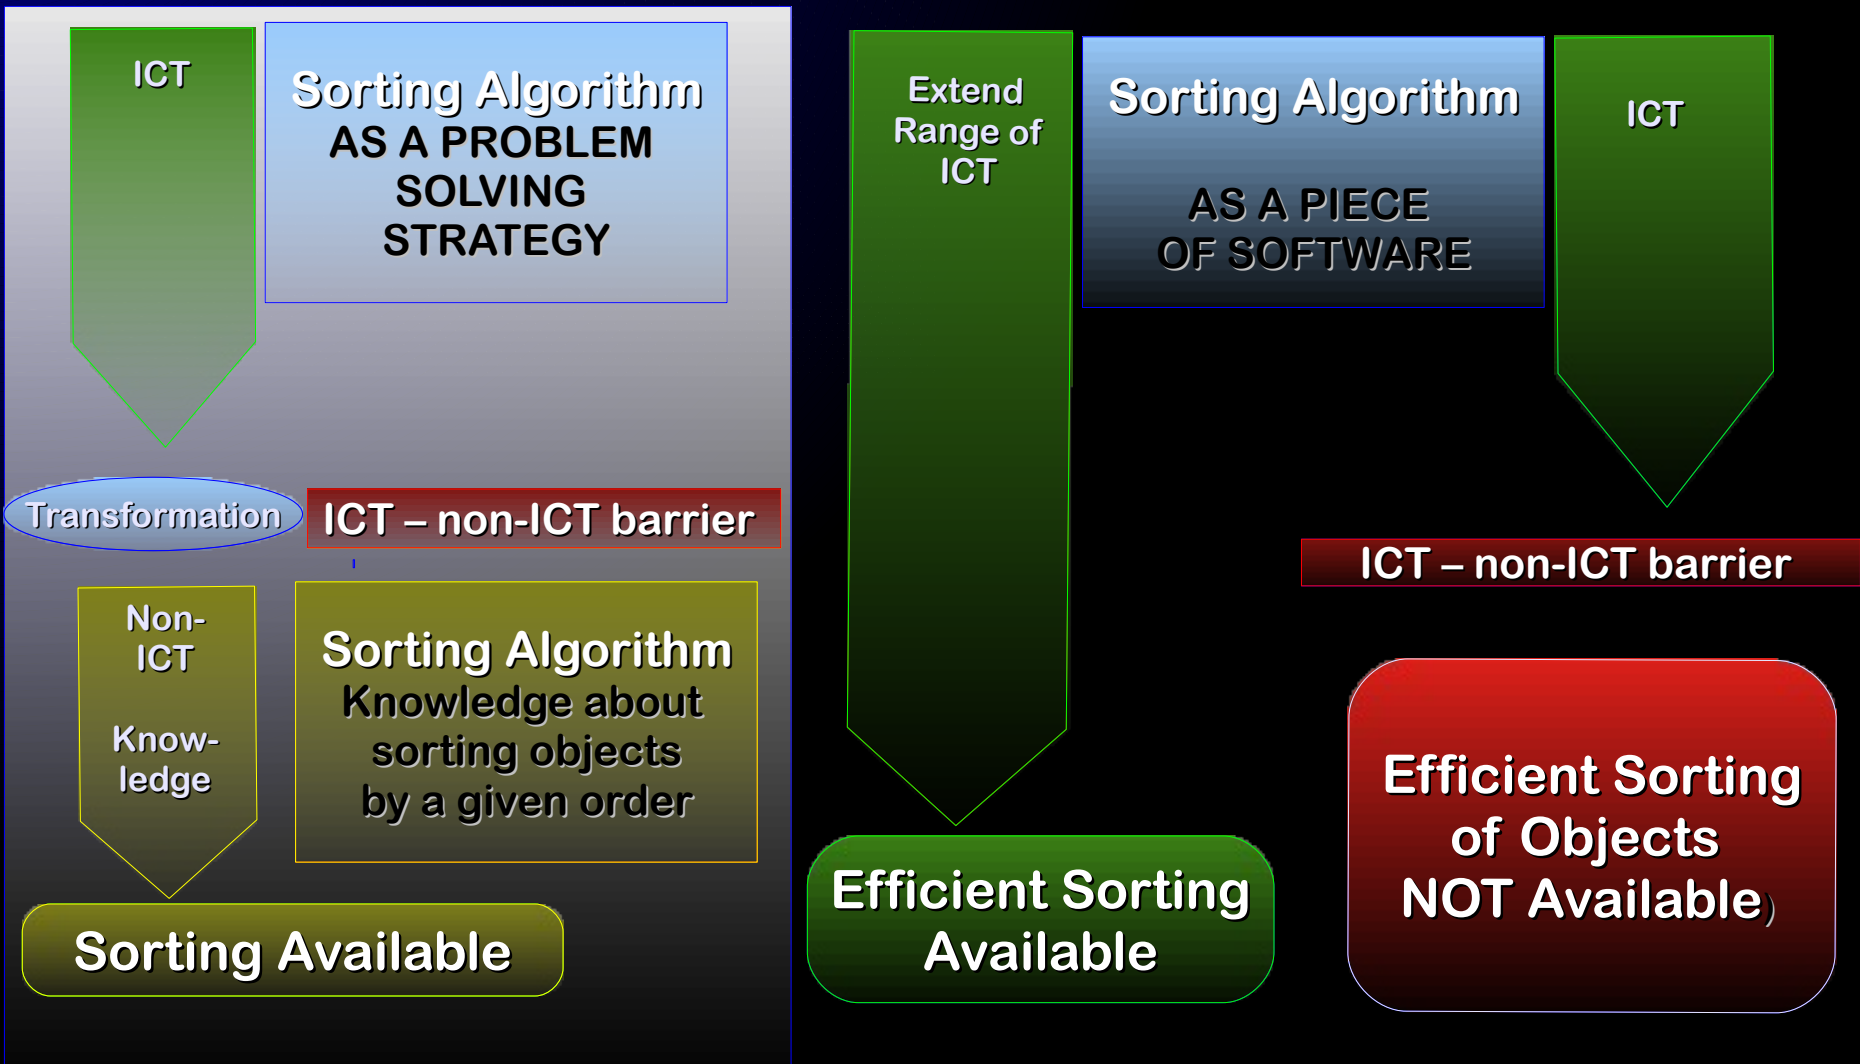 ICT
Sorting Algorithm
AS A PROBLEM
SOLVING
STRATEGY
Transformation
ICT – non-ICT barrier
Non-
ICT
Know-
ledge
Sorting Algorithm
Knowledge about
sorting objects
by a given order
Sorting Available
Extend
Range of
ICT
Sorting Algorithm
AS A PIECE
OF SOFTWARE
ICT
ICT – non-ICT barrier
Efficient Sorting
Available
Efficient Sorting
of Objects
NOT Available)